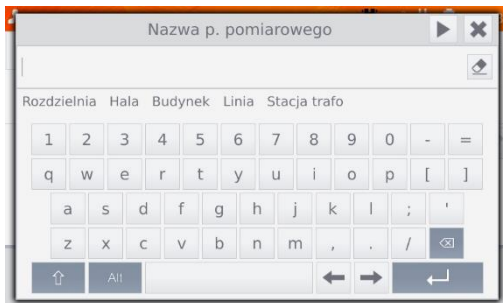 Nazwa p. pomiarowego
Rozdzielnia Hala Budynek Linia Stacja trafo
1 2 3 4 5 6 7 8 9 0 - =
q w e r t y u i o p [ ]
a s d f g h j k l ; '
z x c v b n m , . /
Alt